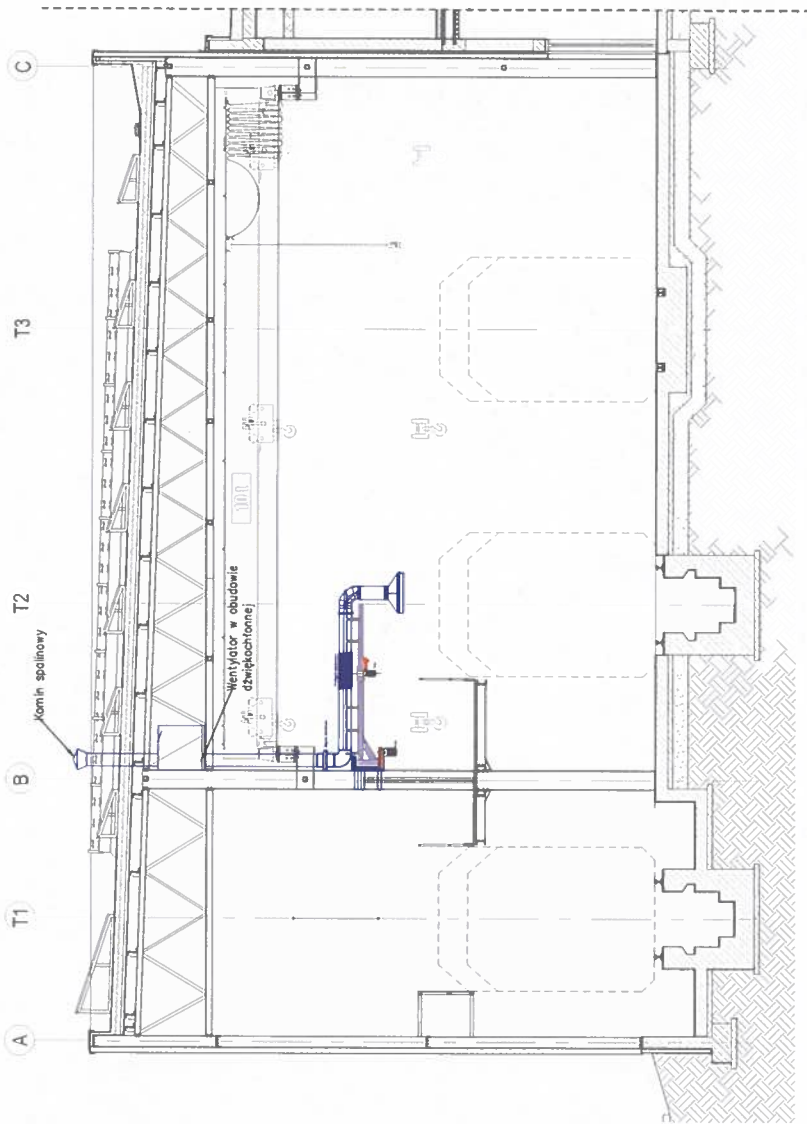 A
T1
B
T2
T3
C
Komin spalinowy
Wentylator w obudowie
dźwiękochłonnej